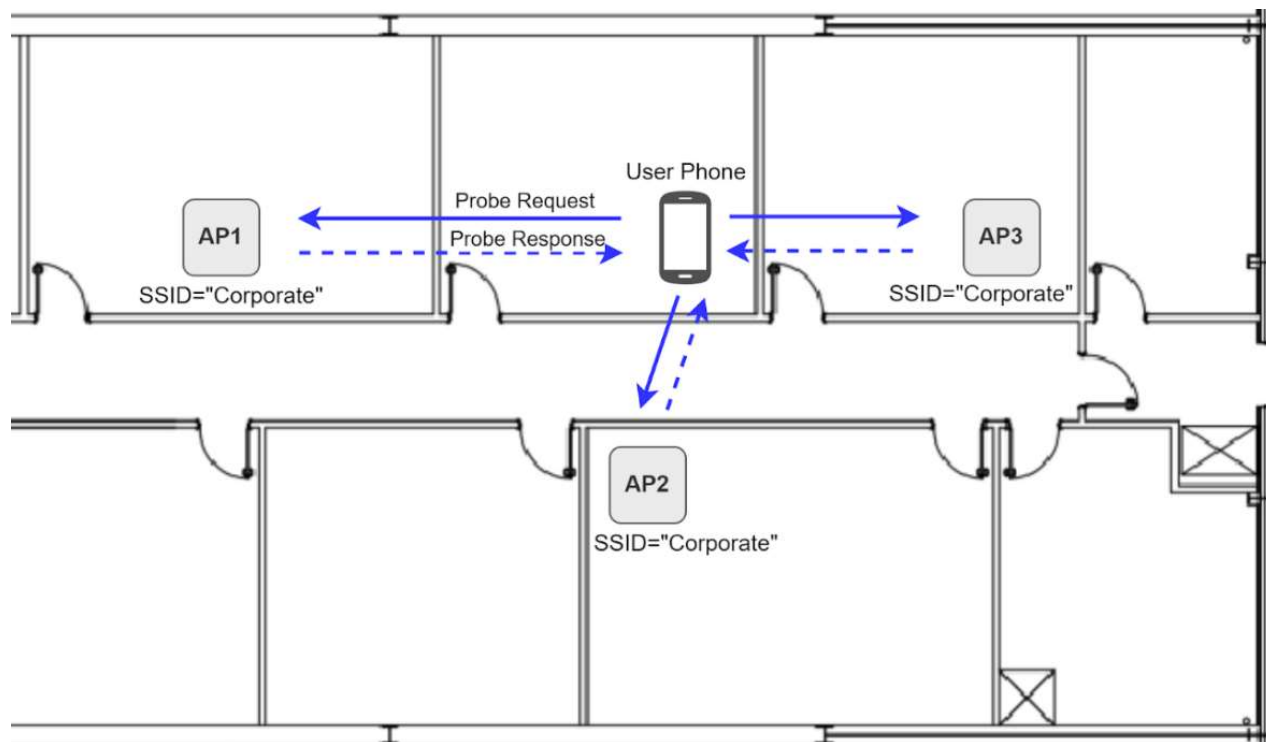 User Phone
Probe Request
AP1
Probe Response
AP3
SSID="Corporate"
SSID="Corporate"
AP2
SSID="Corporate"